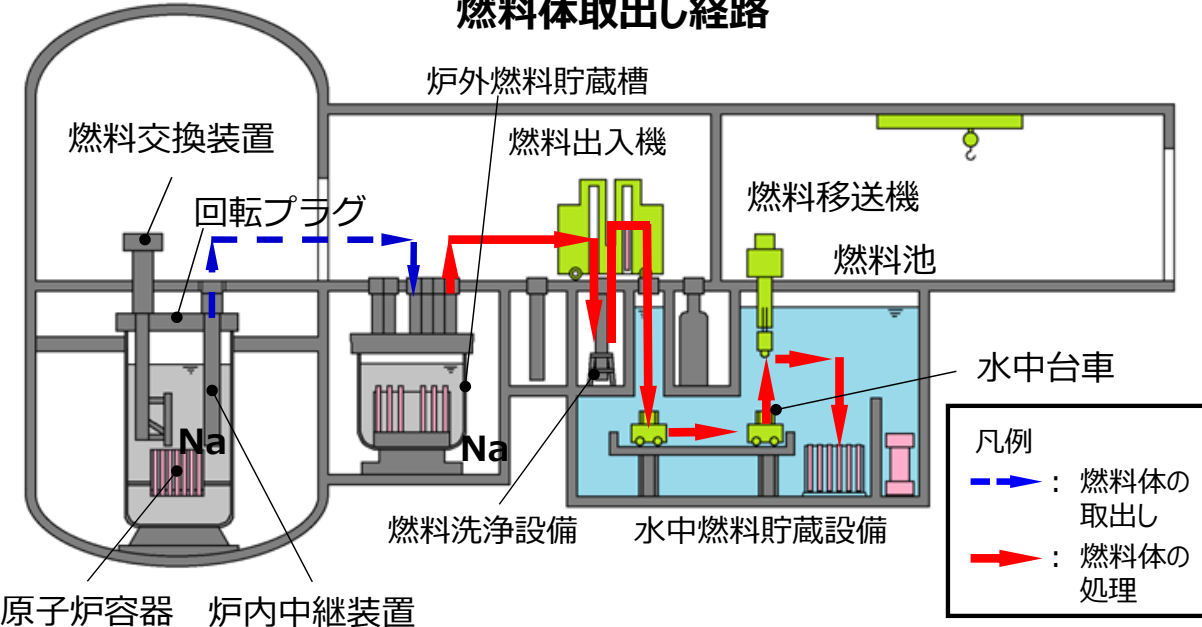 燃料体取出し経路
炉外燃料貯蔵槽
燃料交換装置
燃料出入機
回転プラグ
燃料移送機
燃料池
水中台車
Na
Na
燃料洗浄設備
水中燃料貯蔵設備
原子炉容器
炉内中継装置
凡例
： 燃料体の
取出し
： 燃料体の
処理